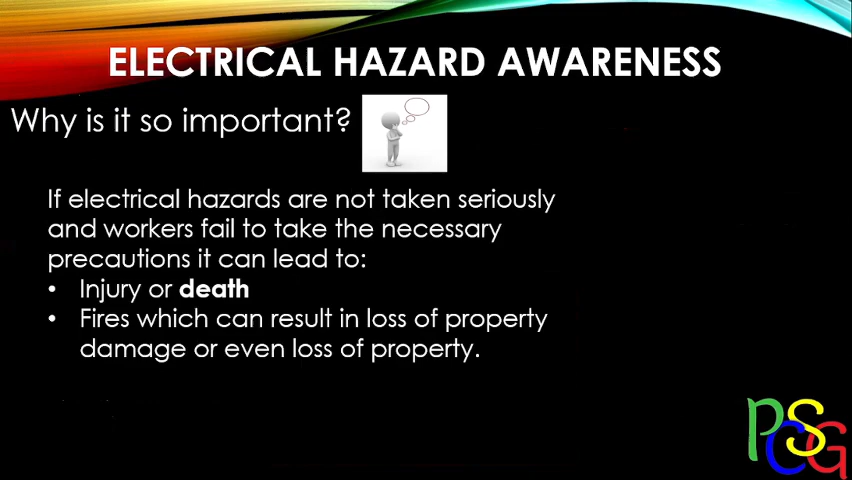 ELECTRICAL HAZARD AWARENESS
Why is it so important?
If electrical hazards are not taken seriously
and workers fail to take the necessary
precautions it can lead to:
• Injury or death
• Fires which can result in loss of property
damage or even loss of property.
PCSG